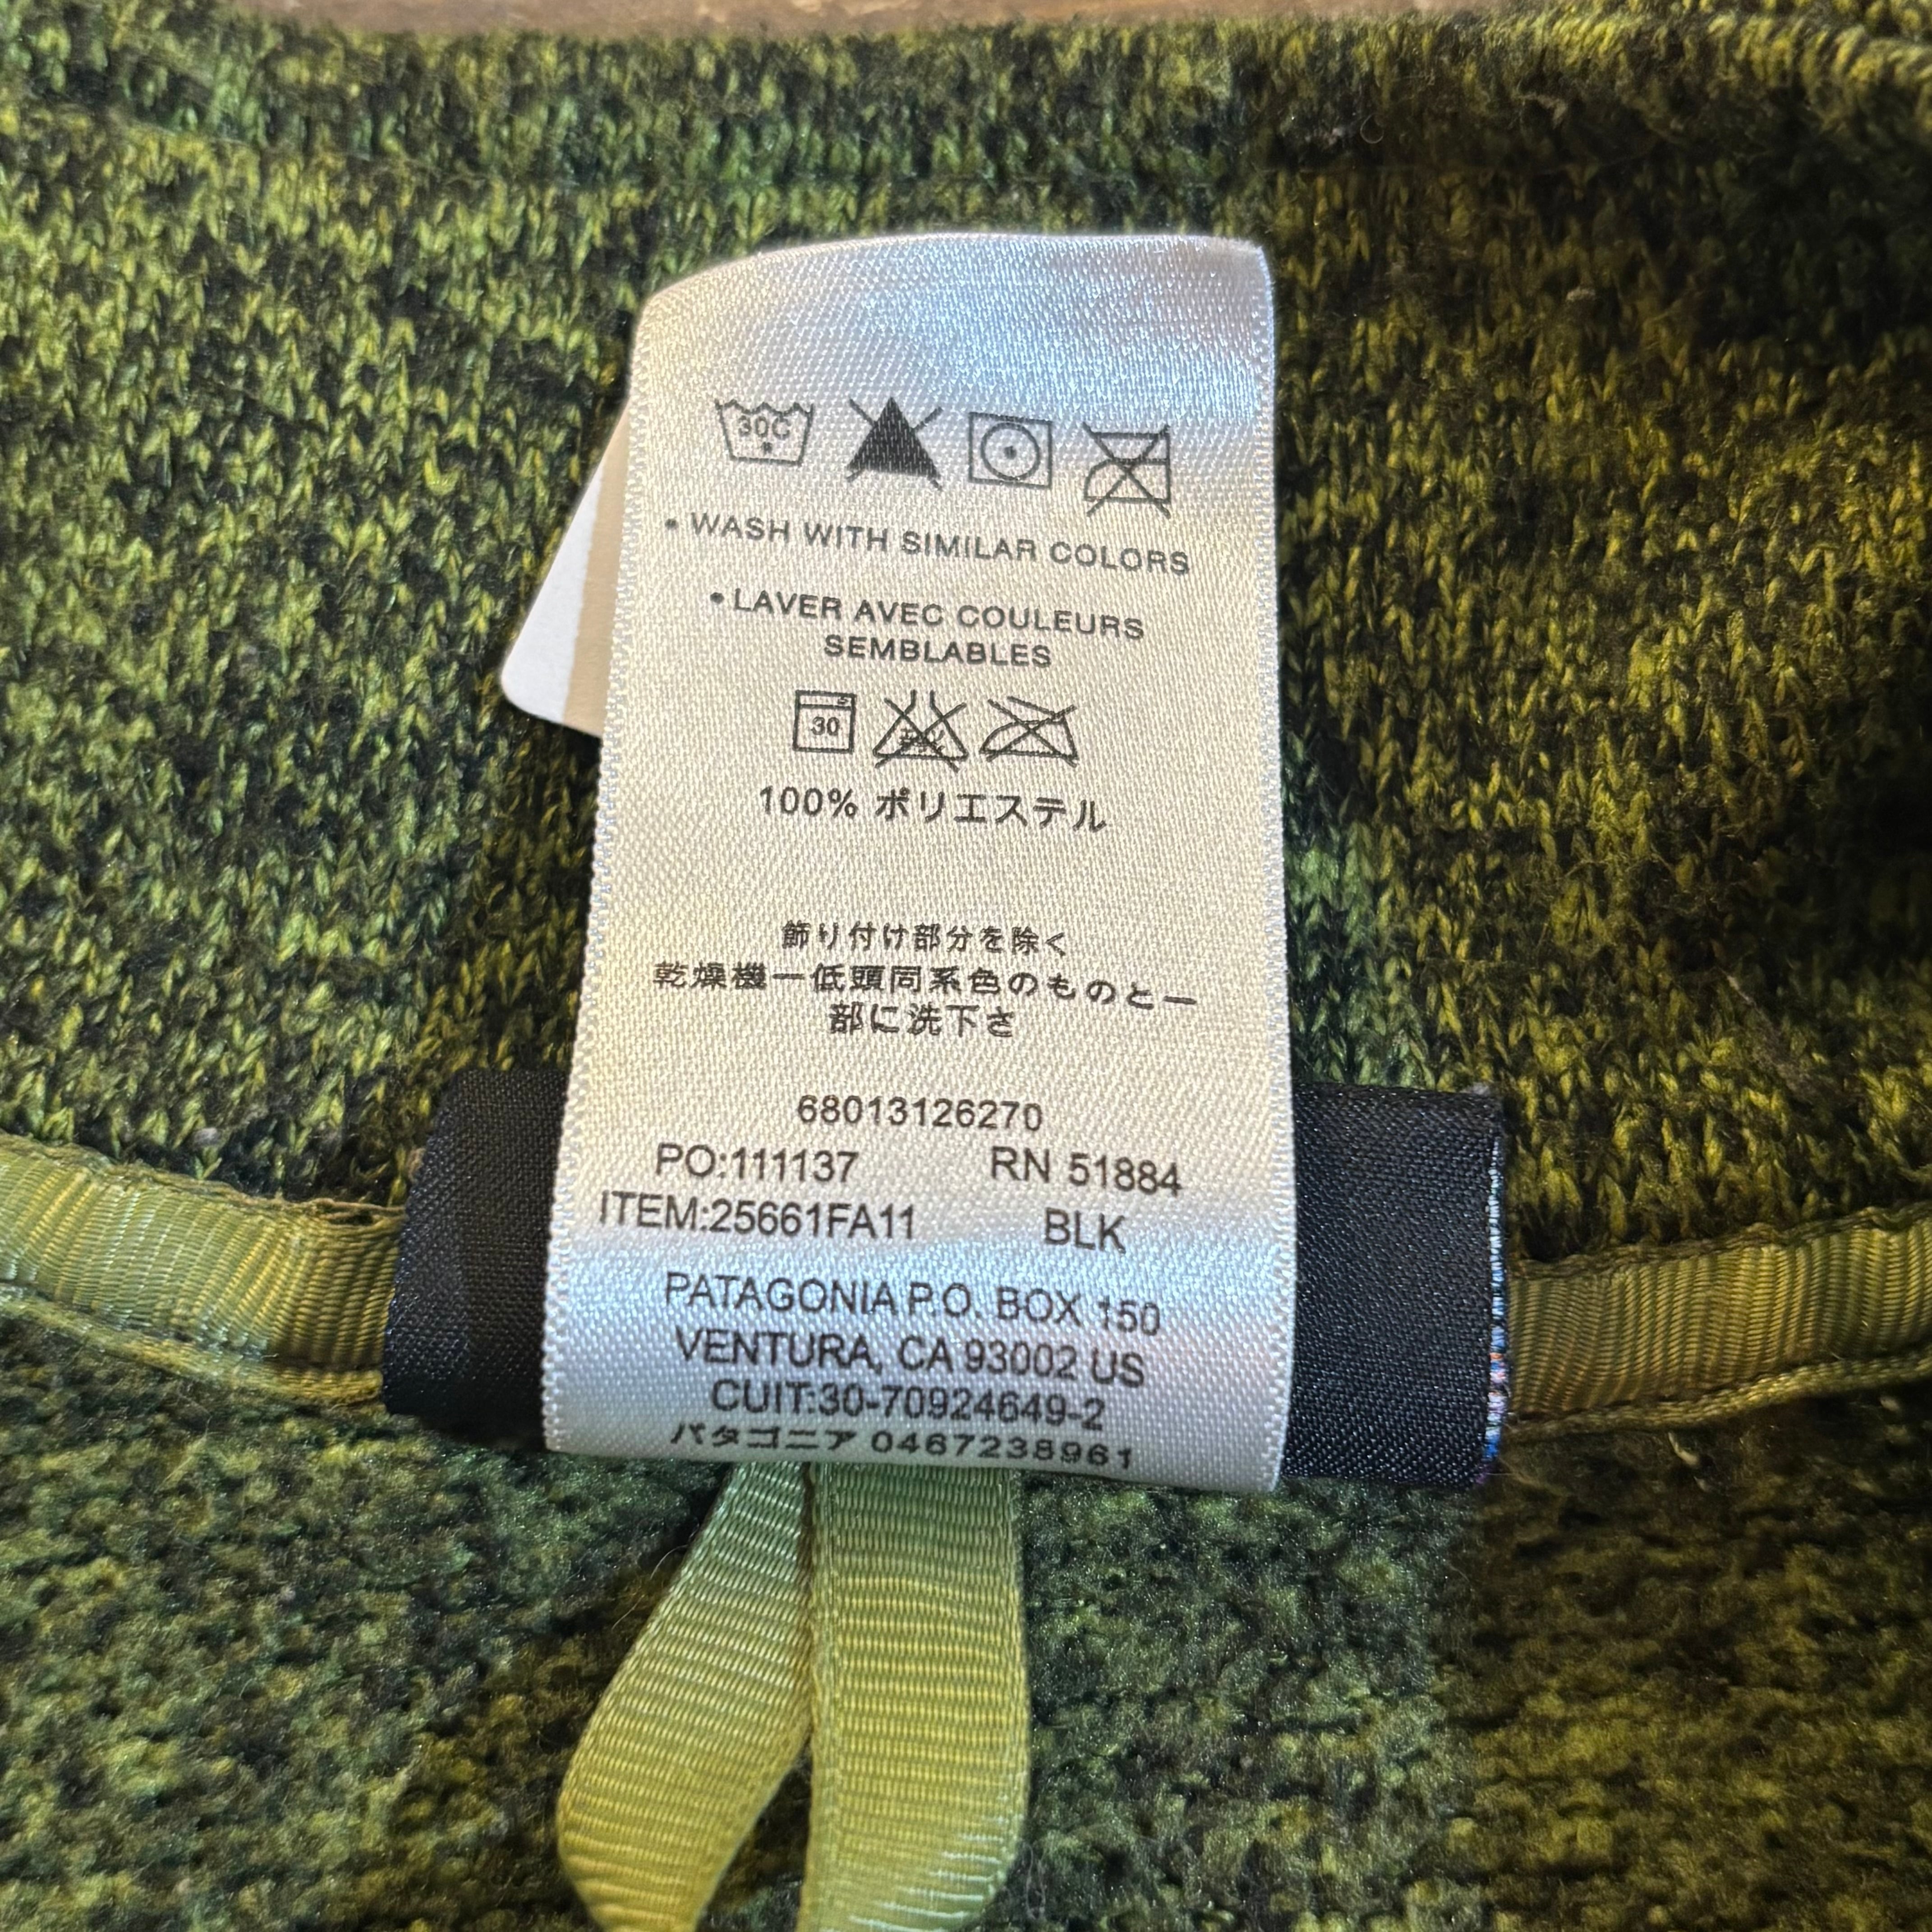 30C
• WASH WITH SIMILAR COLORS
• LAVER AVEC COULEURS
SEMBLABLES
30
100% ポリエステル
飾り付け部分を除く
乾燥機一低頭同系色のものと一
部に洗下さ
68013126270
PO:111137 RN 51884
ITEM:25661FA11 BLK
PATAGONIA P.O. BOX 150
VENTURA, CA 93002 US
CUIT:30-70924649-2
パタゴニア 0467238961